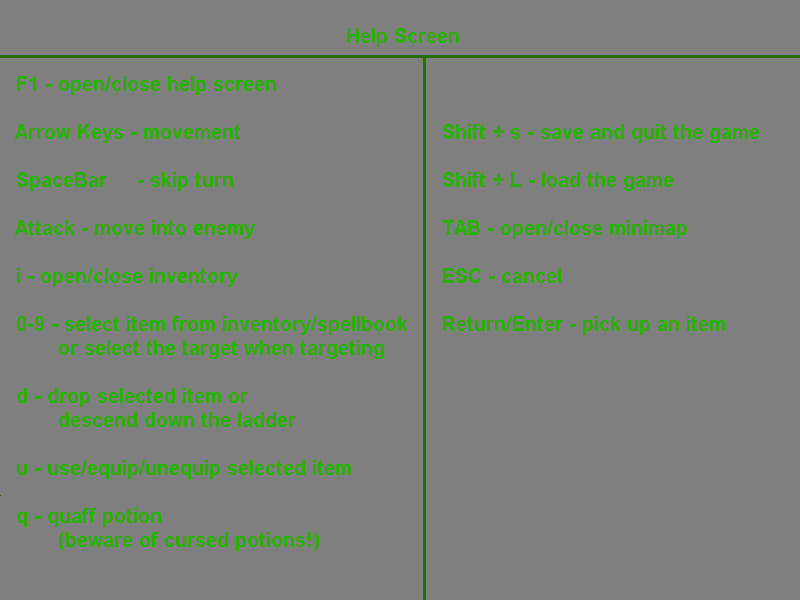 Help Screen
F1 - open/close help screen
Arrow Keys - movement
SpaceBar - skip turn
Attack - move into enemy
i - open/close inventory
0-9 - select item from inventory/spellbook
or select the target when targeting
d - drop selected item or
descend down the ladder
u - use/equip/unequip selected item
q - quaff potion
(beware of cursed potions!)
Shift + s - save and quit the game
Shift + L - load the game
TAB - open/close minimap
ESC - cancel
Return/Enter - pick up an item